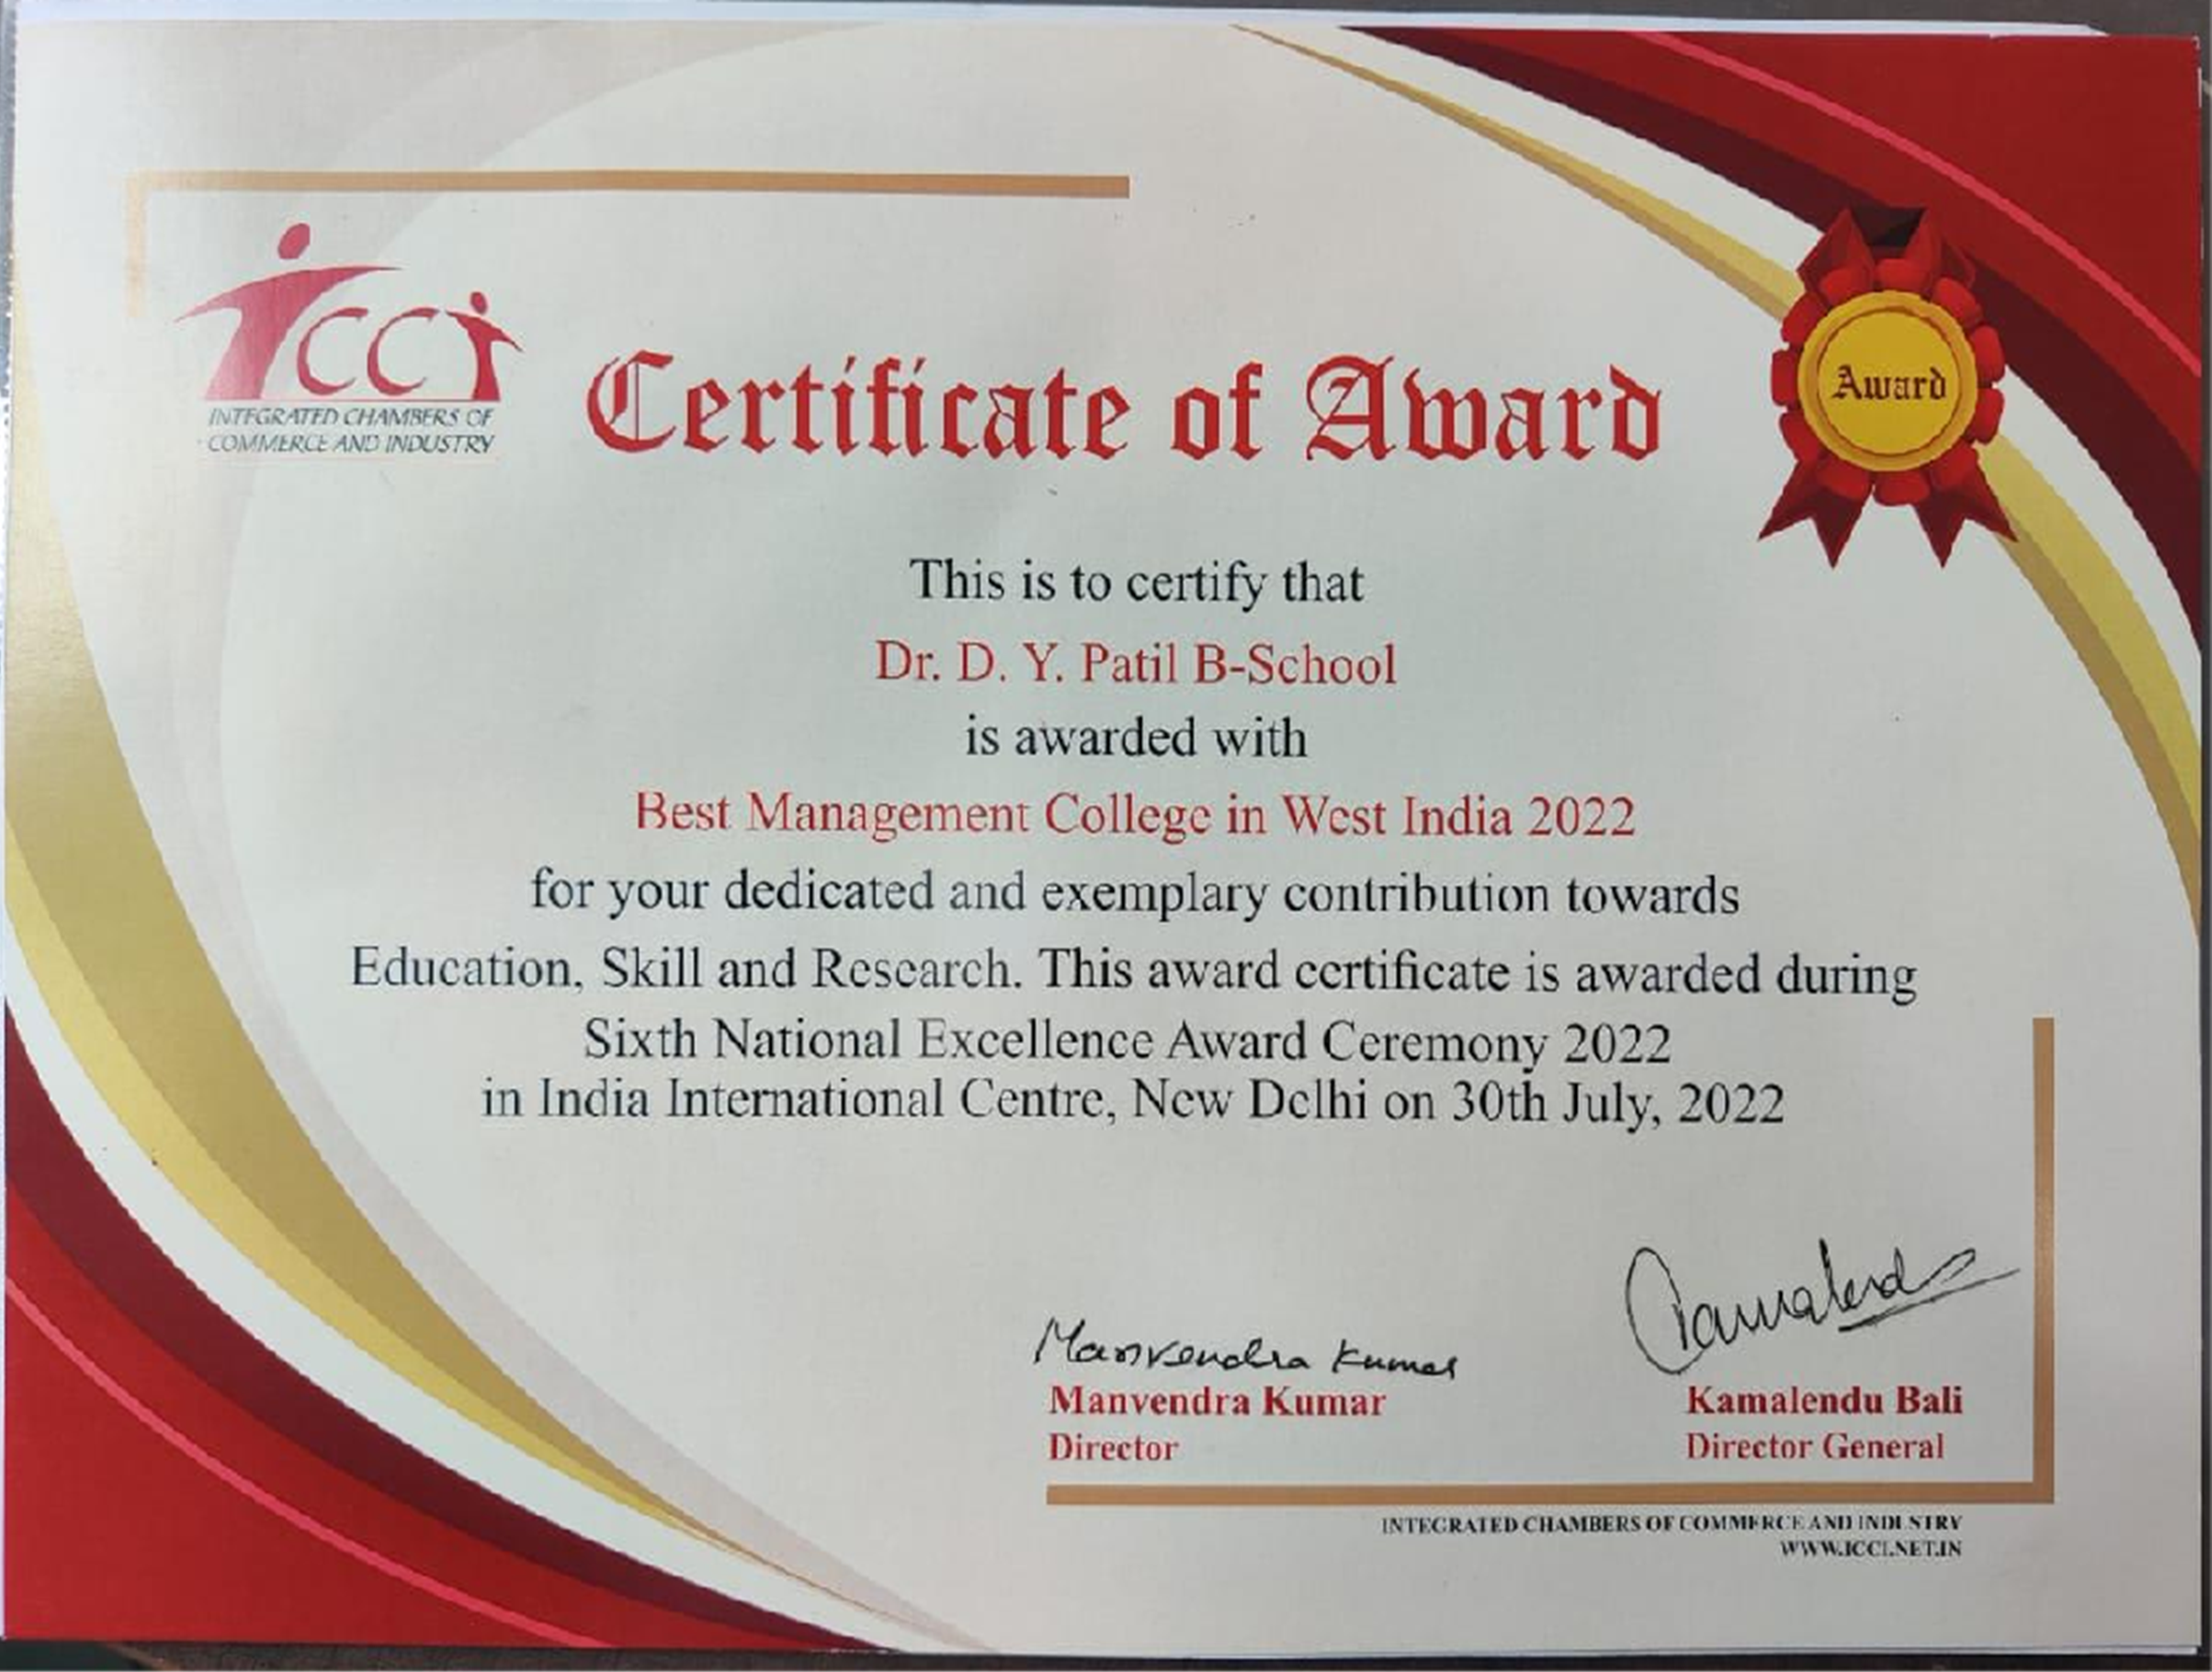 ICCI
INTEGRATED CHAMBERS OF
COMMERCE AND INDUSTRY
Certificate of Award
Award
This is to certify that
Dr. D. Y. Patil B-School
is awarded with
Best Management College in West India 2022
for your dedicated and exemplary contribution towards
Education, Skill and Research. This award certificate is awarded during
Sixth National Excellence Award Ceremony 2022
in India International Centre, New Delhi on 30th July, 2022
Manvendra Kumar
Manvendra Kumar
Director
Kamalendu
Kamalendu Bali
Director General
INTEGRATED CHAMBERS OF COMMERCE AND INDUSTRY
WWW.ICCI.NET.IN